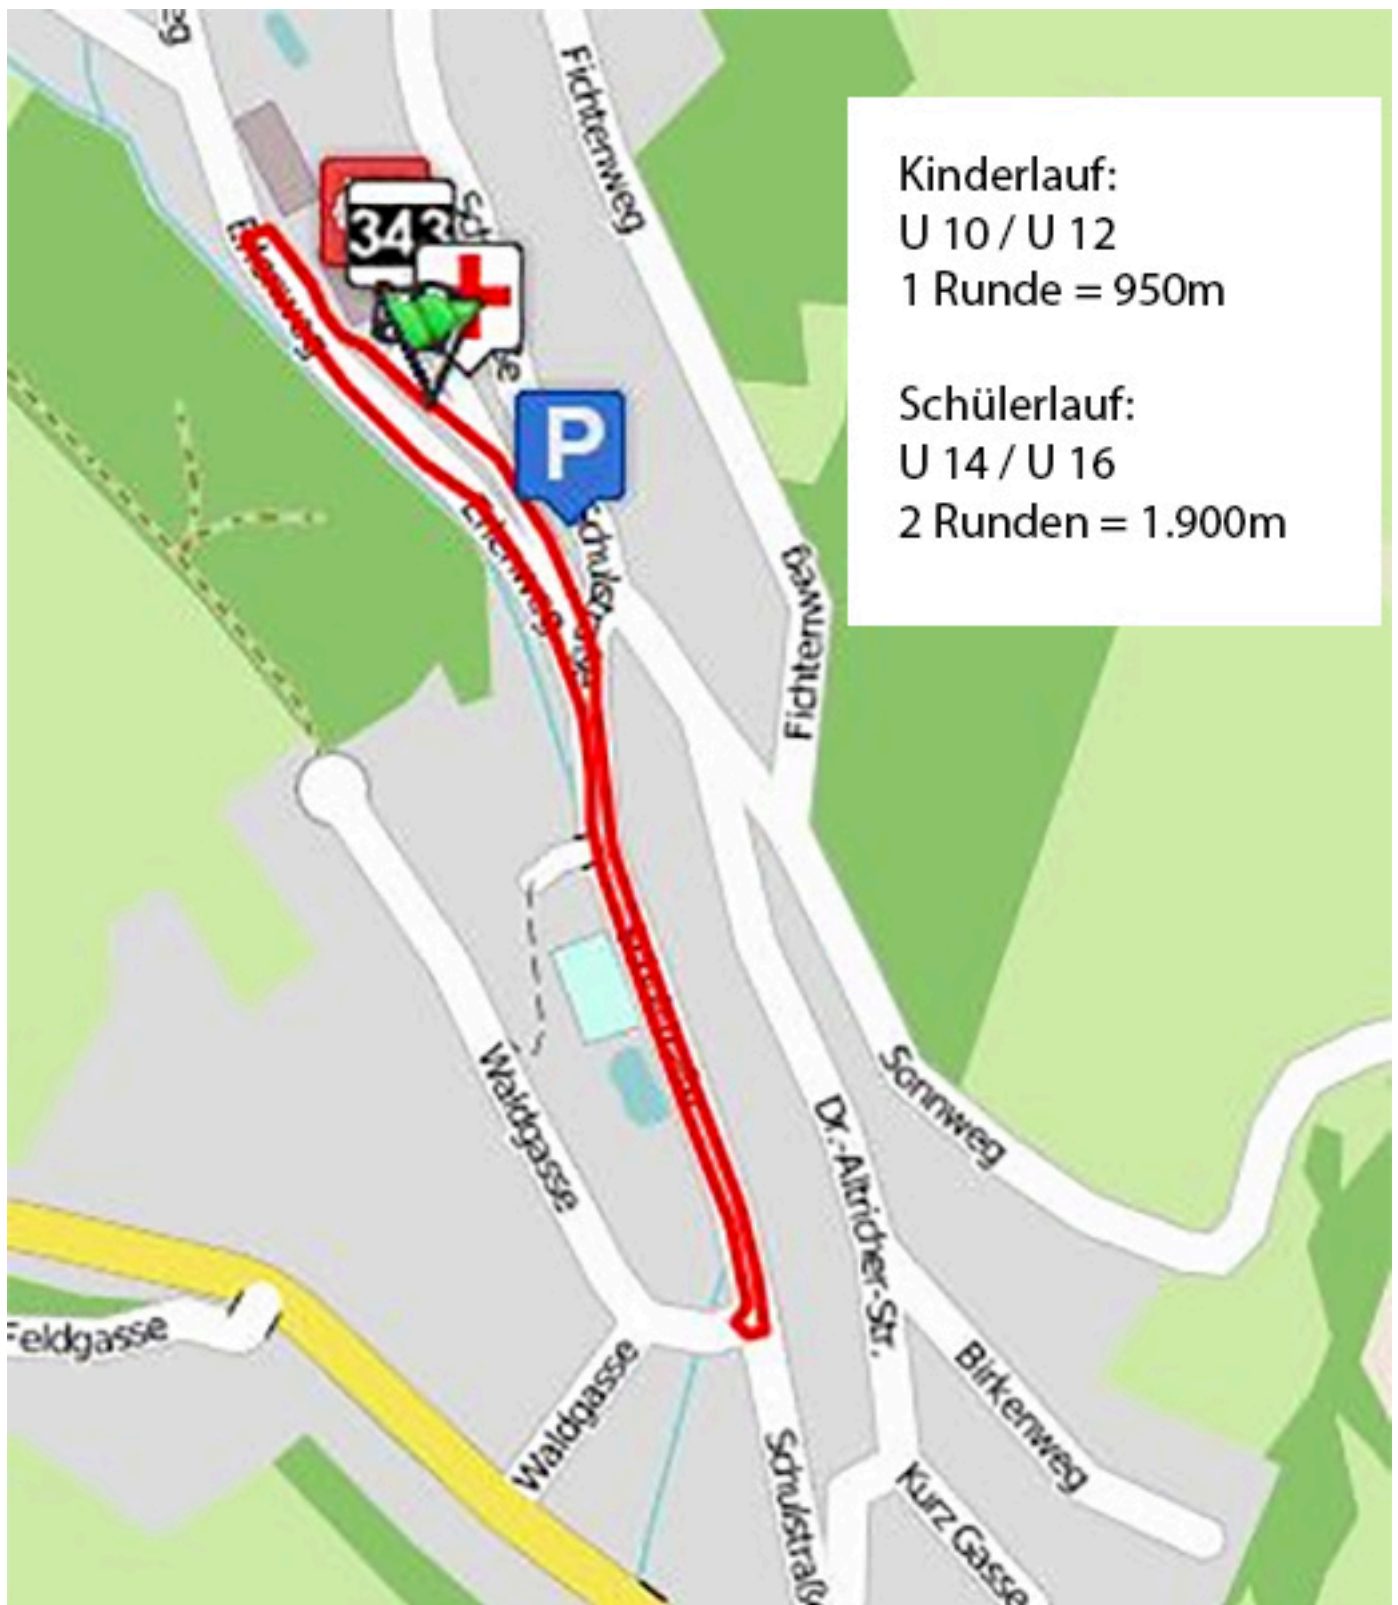 Kinderlauf:
U 10 / U 12
1 Runde = 950m
Schülerlauf:
U 14 / U 16
2 Runden = 1.900m
Fichtenweg
343
P
Erlenweg
Fichtenweg
Waldgasse
Sonnweg
Dr.-Altricher-Str.
Feldgasse
Waldgasse
Birkenweg
Schulstraße
Kurz Gasse